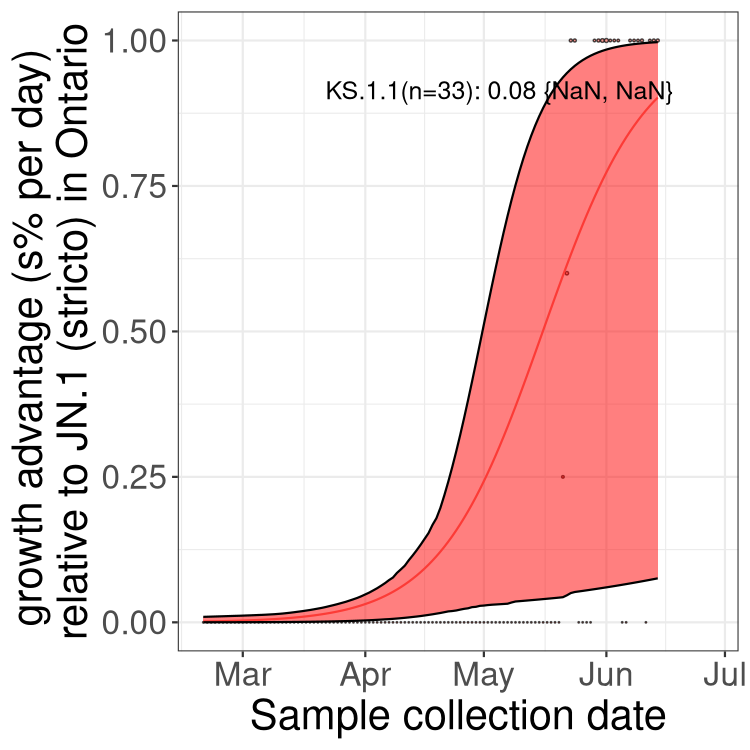 growth advantage (s% per day)
relative to JN.1 (stricto) in Ontario
1.00
0.75
0.50
0.25
0.00
KS.1.1(n=33): 0.08 {NaN, NaN}
Mar Apr May Jun Jul
Sample collection date